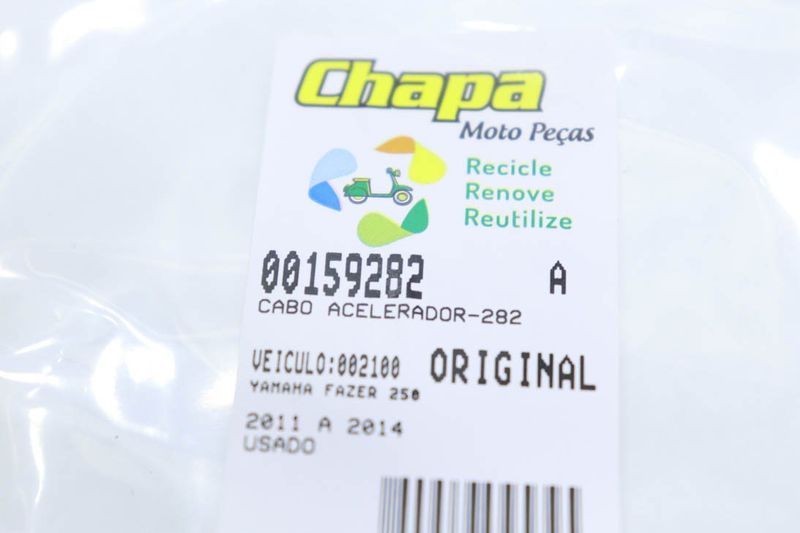 Chapa
Moto Peças
Recicle
Renove
Reutilize
00159282 A
CABO ACELERADOR-282
VEICULO:002100 ORIGINAL
YAMAHA FAZER 250
2011 A 2014
USADO